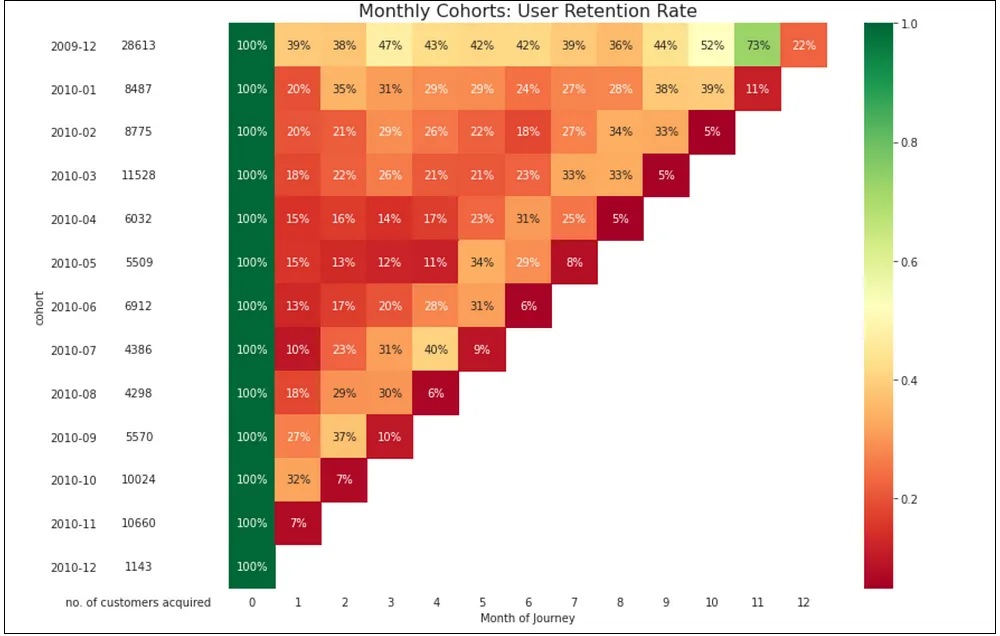 Monthly Cohorts: User Retention Rate
2009-12 28613 100% 39% 38% 47% 43% 42% 42% 39% 36% 44% 52% 73% 22%
2010-01 8487 100% 20% 35% 31% 29% 29% 24% 27% 28% 38% 39% 11%
2010-02 8775 100% 20% 21% 29% 26% 22% 18% 27% 34% 33% 5%
2010-03 11528 100% 18% 22% 26% 21% 21% 23% 33% 33% 5%
2010-04 6032 100% 15% 16% 14% 17% 23% 31% 25% 5%
2010-05 5509 100% 15% 13% 12% 11% 34% 29% 8%
cohort
2010-06 6912 100% 13% 17% 20% 28% 31% 6%
2010-07 4386 100% 10% 23% 31% 40% 9%
2010-08 4298 100% 18% 29% 30% 6%
2010-09 5570 100% 27% 37% 10%
2010-10 10024 100% 32% 7%
2010-11 10660 100% 7%
2010-12 1143 100%
no. of customers acquired 0 1 2 3 4 5 6 7 8 9 10 11 12
Month of Journey
1.0
0.8
0.6
0.4
0.2